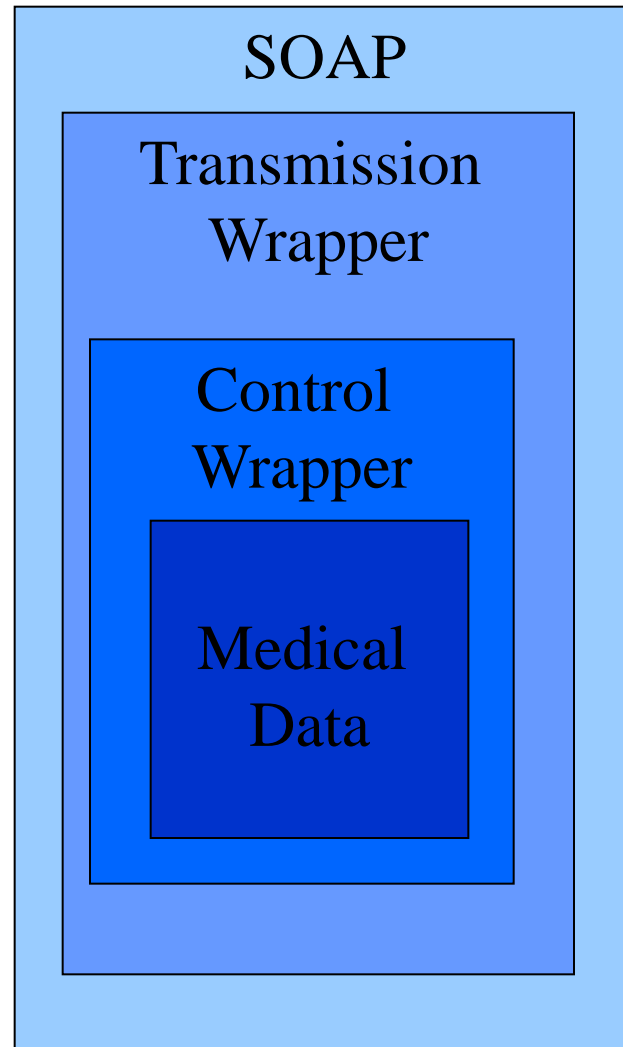 SOAP
Transmission
Wrapper
Control
Wrapper
Medical
Data